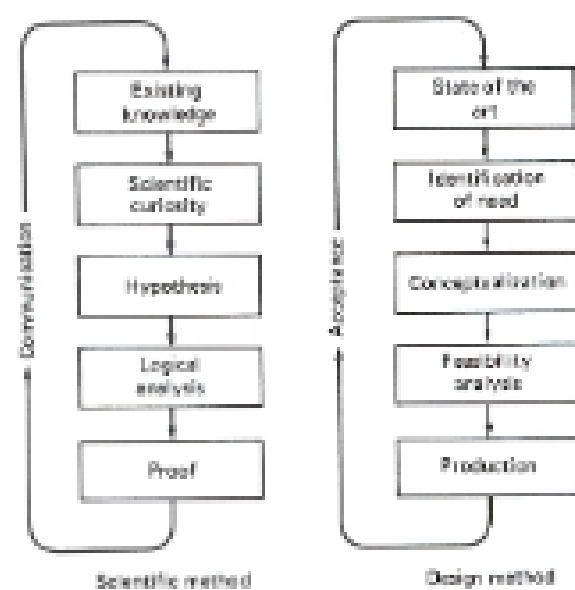 Existing
knowledge
Scientific
curiosity
Hypothesis
Logical
analysis
Proof
Communication
Scientific method
State of the
art
Identification
of need
Conceptualization
Feasibility
analysis
Production
Acceptance
Design method